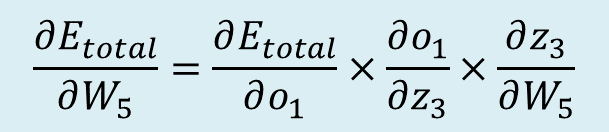 ∂E_total/∂W_5 = ∂E_total/∂o_1 × ∂o_1/∂z_3 × ∂z_3/∂W_5